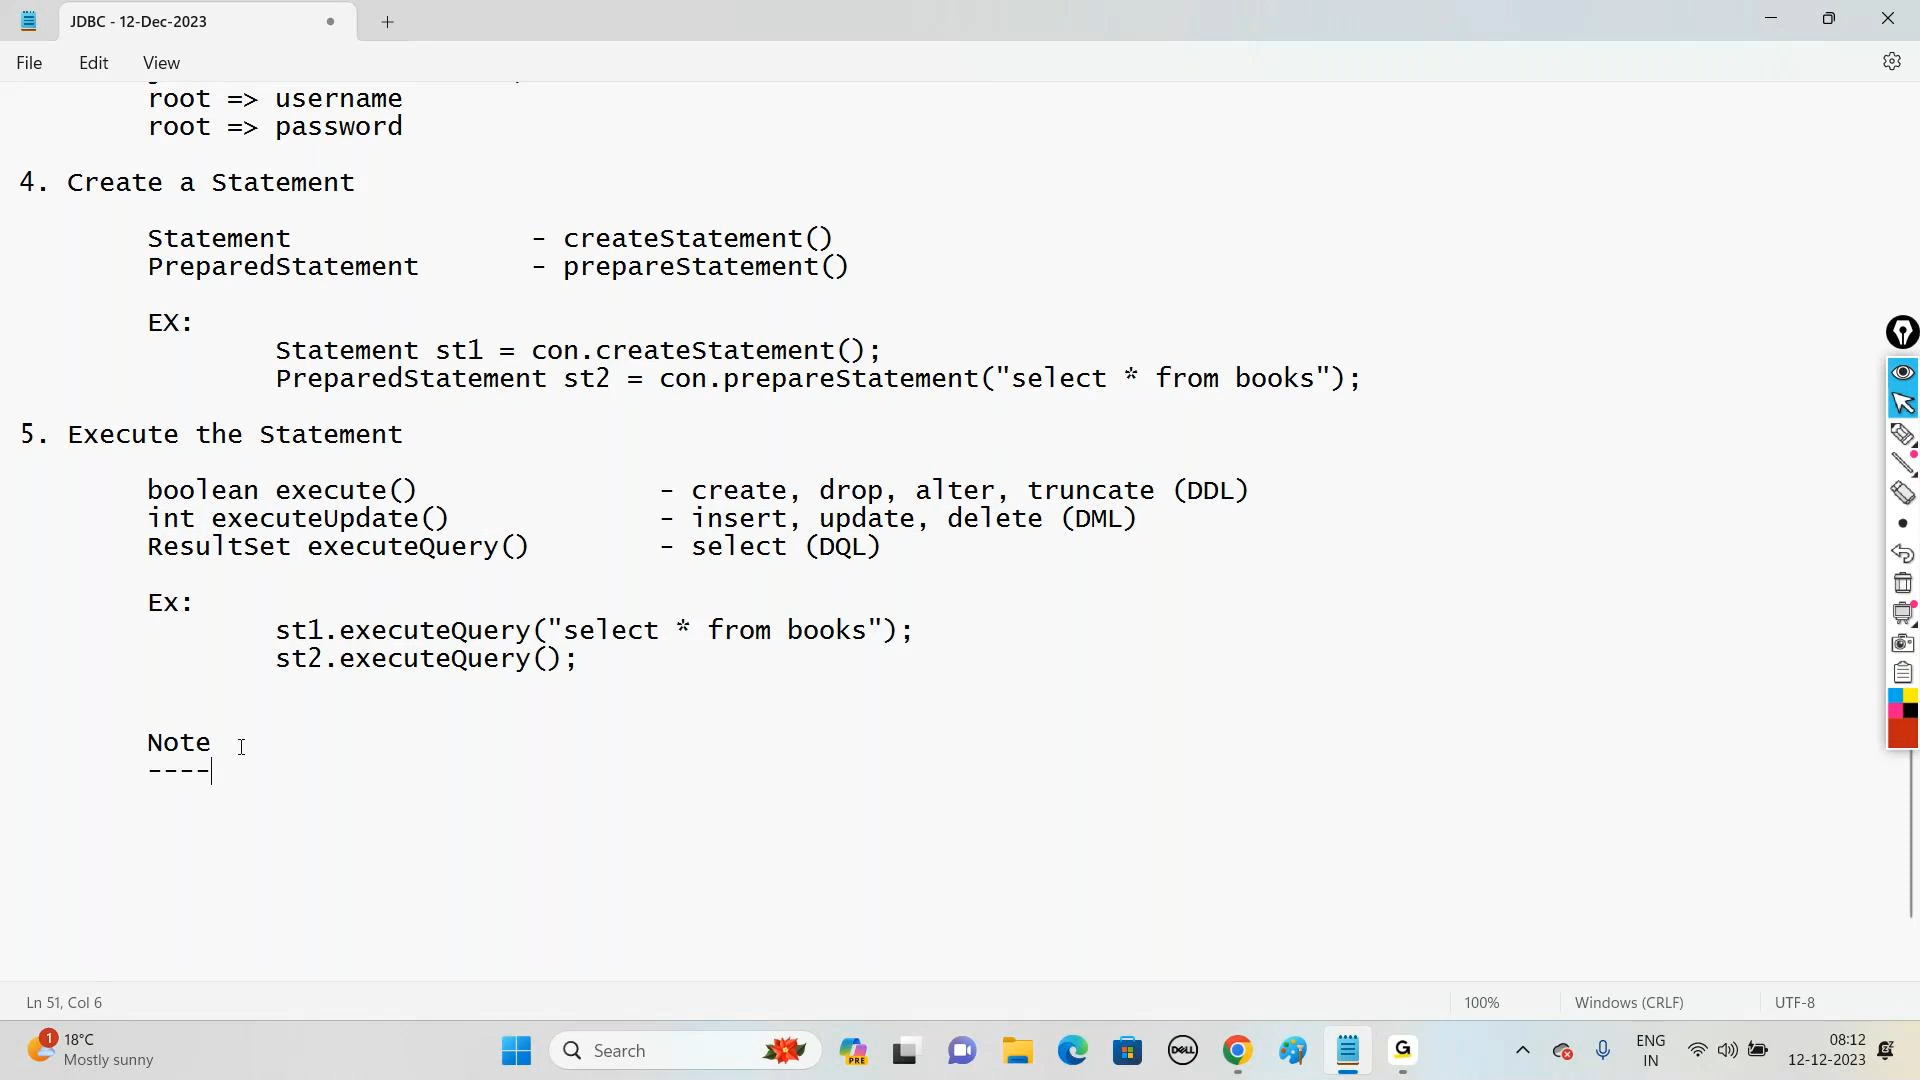 JDBC - 12-Dec-2023
File Edit View
root => username
root => password
4. Create a Statement
Statement - createStatement()
PreparedStatement - prepareStatement()
EX:
Statement st1 = con.createStatement();
PreparedStatement st2 = con.prepareStatement("select * from books");
5. Execute the Statement
boolean execute() - create, drop, alter, truncate (DDL)
int executeUpdate() - insert, update, delete (DML)
ResultSet executeQuery() - select (DQL)
Ex:
st1.executeQuery("select * from books");
st2.executeQuery();
Note
----
Ln 51, Col 6 100% Windows (CRLF) UTF-8
1 18°C
Mostly sunny
Search
PRE
DELL
G
ENG
IN
08:12
12-12-2023